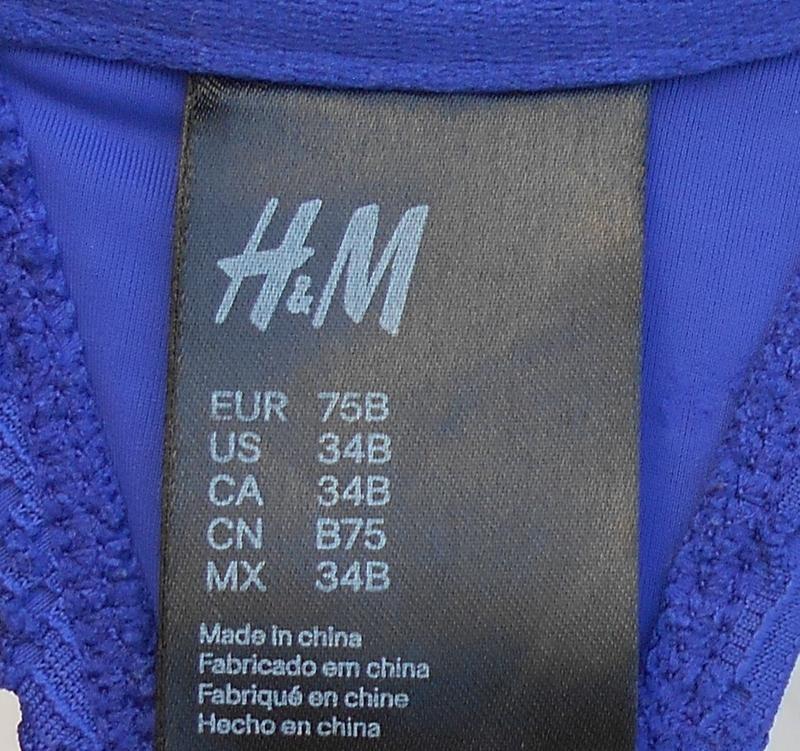 H&M
EUR 75B
US 34B
CA 34B
CN B75
MX 34B
Made in china
Fabricado em china
Fabriqué en chine
Hecho en china